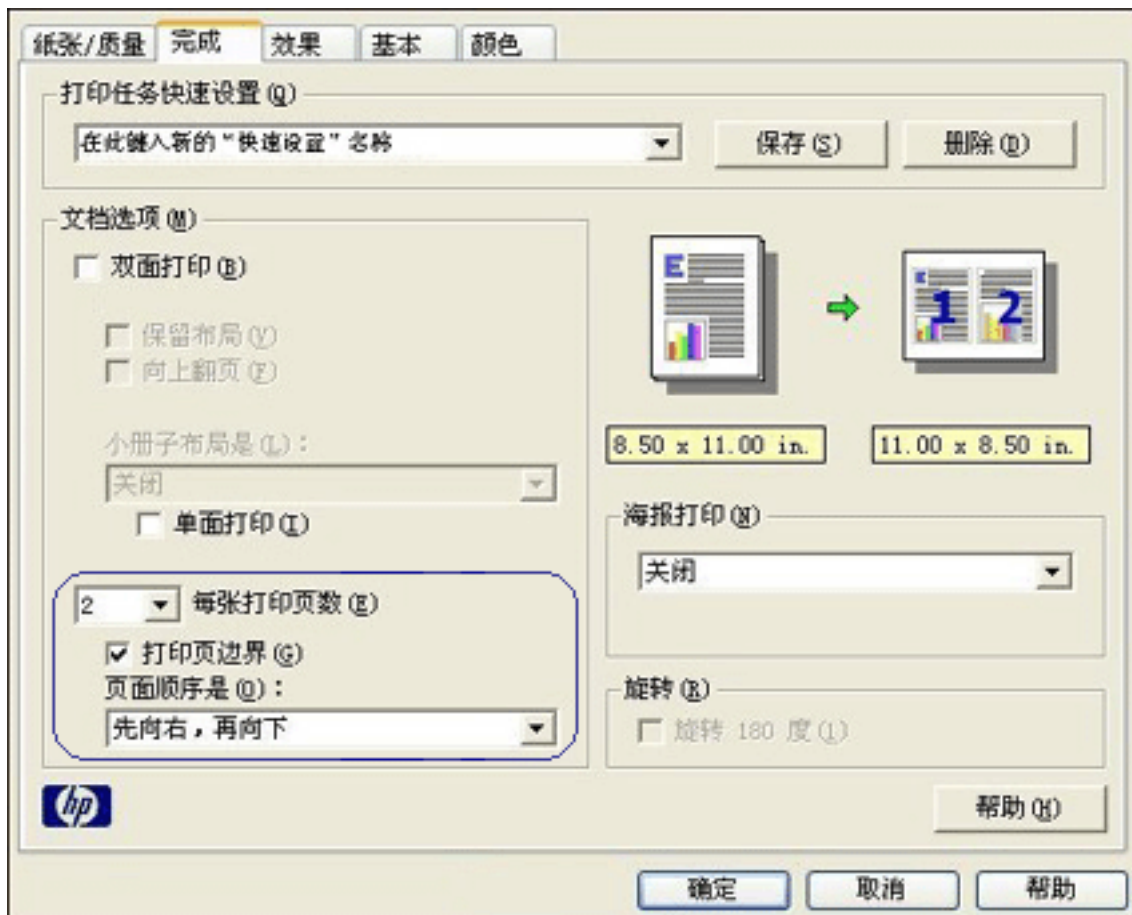 纸张/质量 完成 效果 基本 颜色
打印任务快速设置(Q)
在此键入新的“快速设置”名称 保存(S) 删除(D)
文档选项(M)
双面打印(B)
保留布局(Y)
向上翻页(F)
小册子布局是(L)：
关闭
单面打印(I)
2 每张打印页数(E)
打印页边界(G)
页面顺序是(O)：
先向右，再向下
E
1 2
8.50 x 11.00 in. 11.00 x 8.50 in.
海报打印(N)
关闭
旋转(R)
旋转 180 度(1)
hp
帮助(H)
确定 取消 帮助